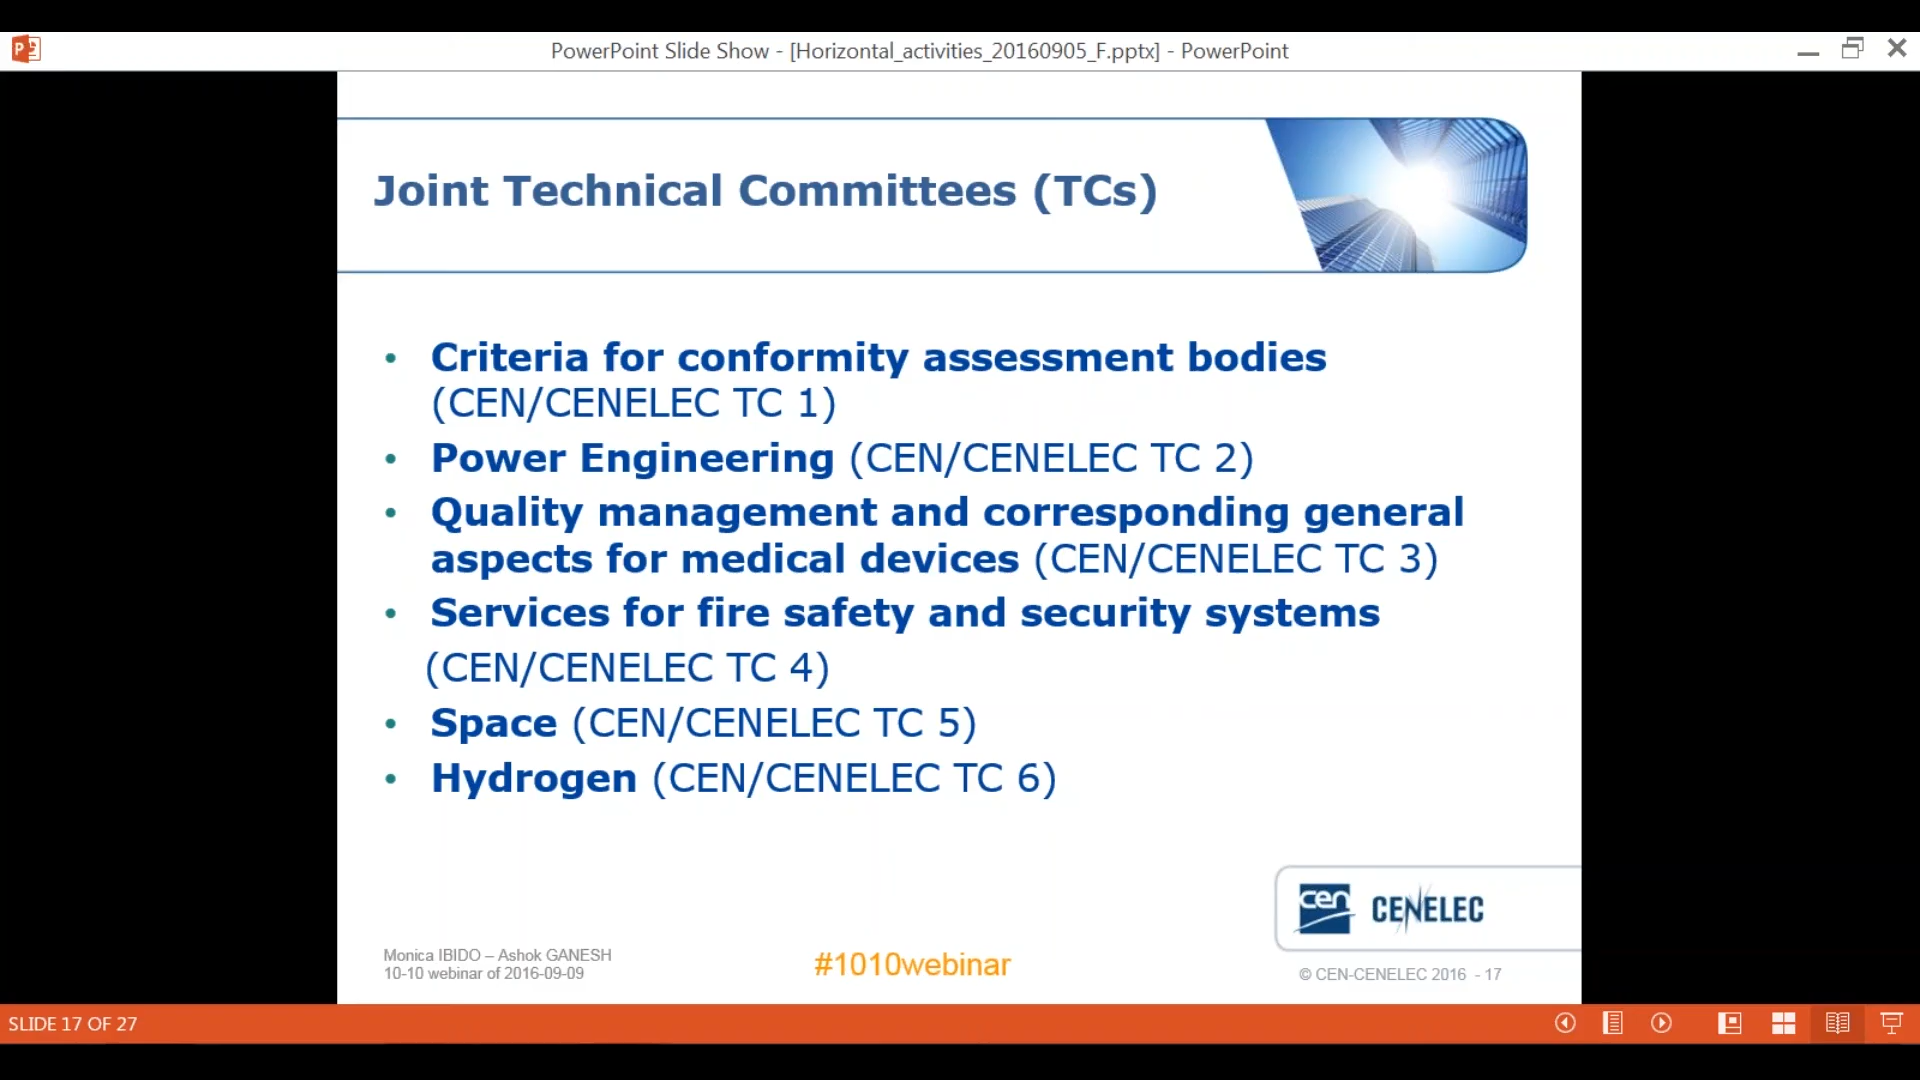 PowerPoint Slide Show - [Horizontal_activities_20160905_F.pptx] - PowerPoint
Joint Technical Committees (TCs)
• Criteria for conformity assessment bodies
(CEN/CENELEC TC 1)
• Power Engineering (CEN/CENELEC TC 2)
• Quality management and corresponding general
aspects for medical devices (CEN/CENELEC TC 3)
• Services for fire safety and security systems
(CEN/CENELEC TC 4)
• Space (CEN/CENELEC TC 5)
• Hydrogen (CEN/CENELEC TC 6)
cen CENELEC
Monica IBIDO – Ashok GANESH
10-10 webinar of 2016-09-09
#1010webinar
© CEN-CENELEC 2016 - 17
SLIDE 17 OF 27